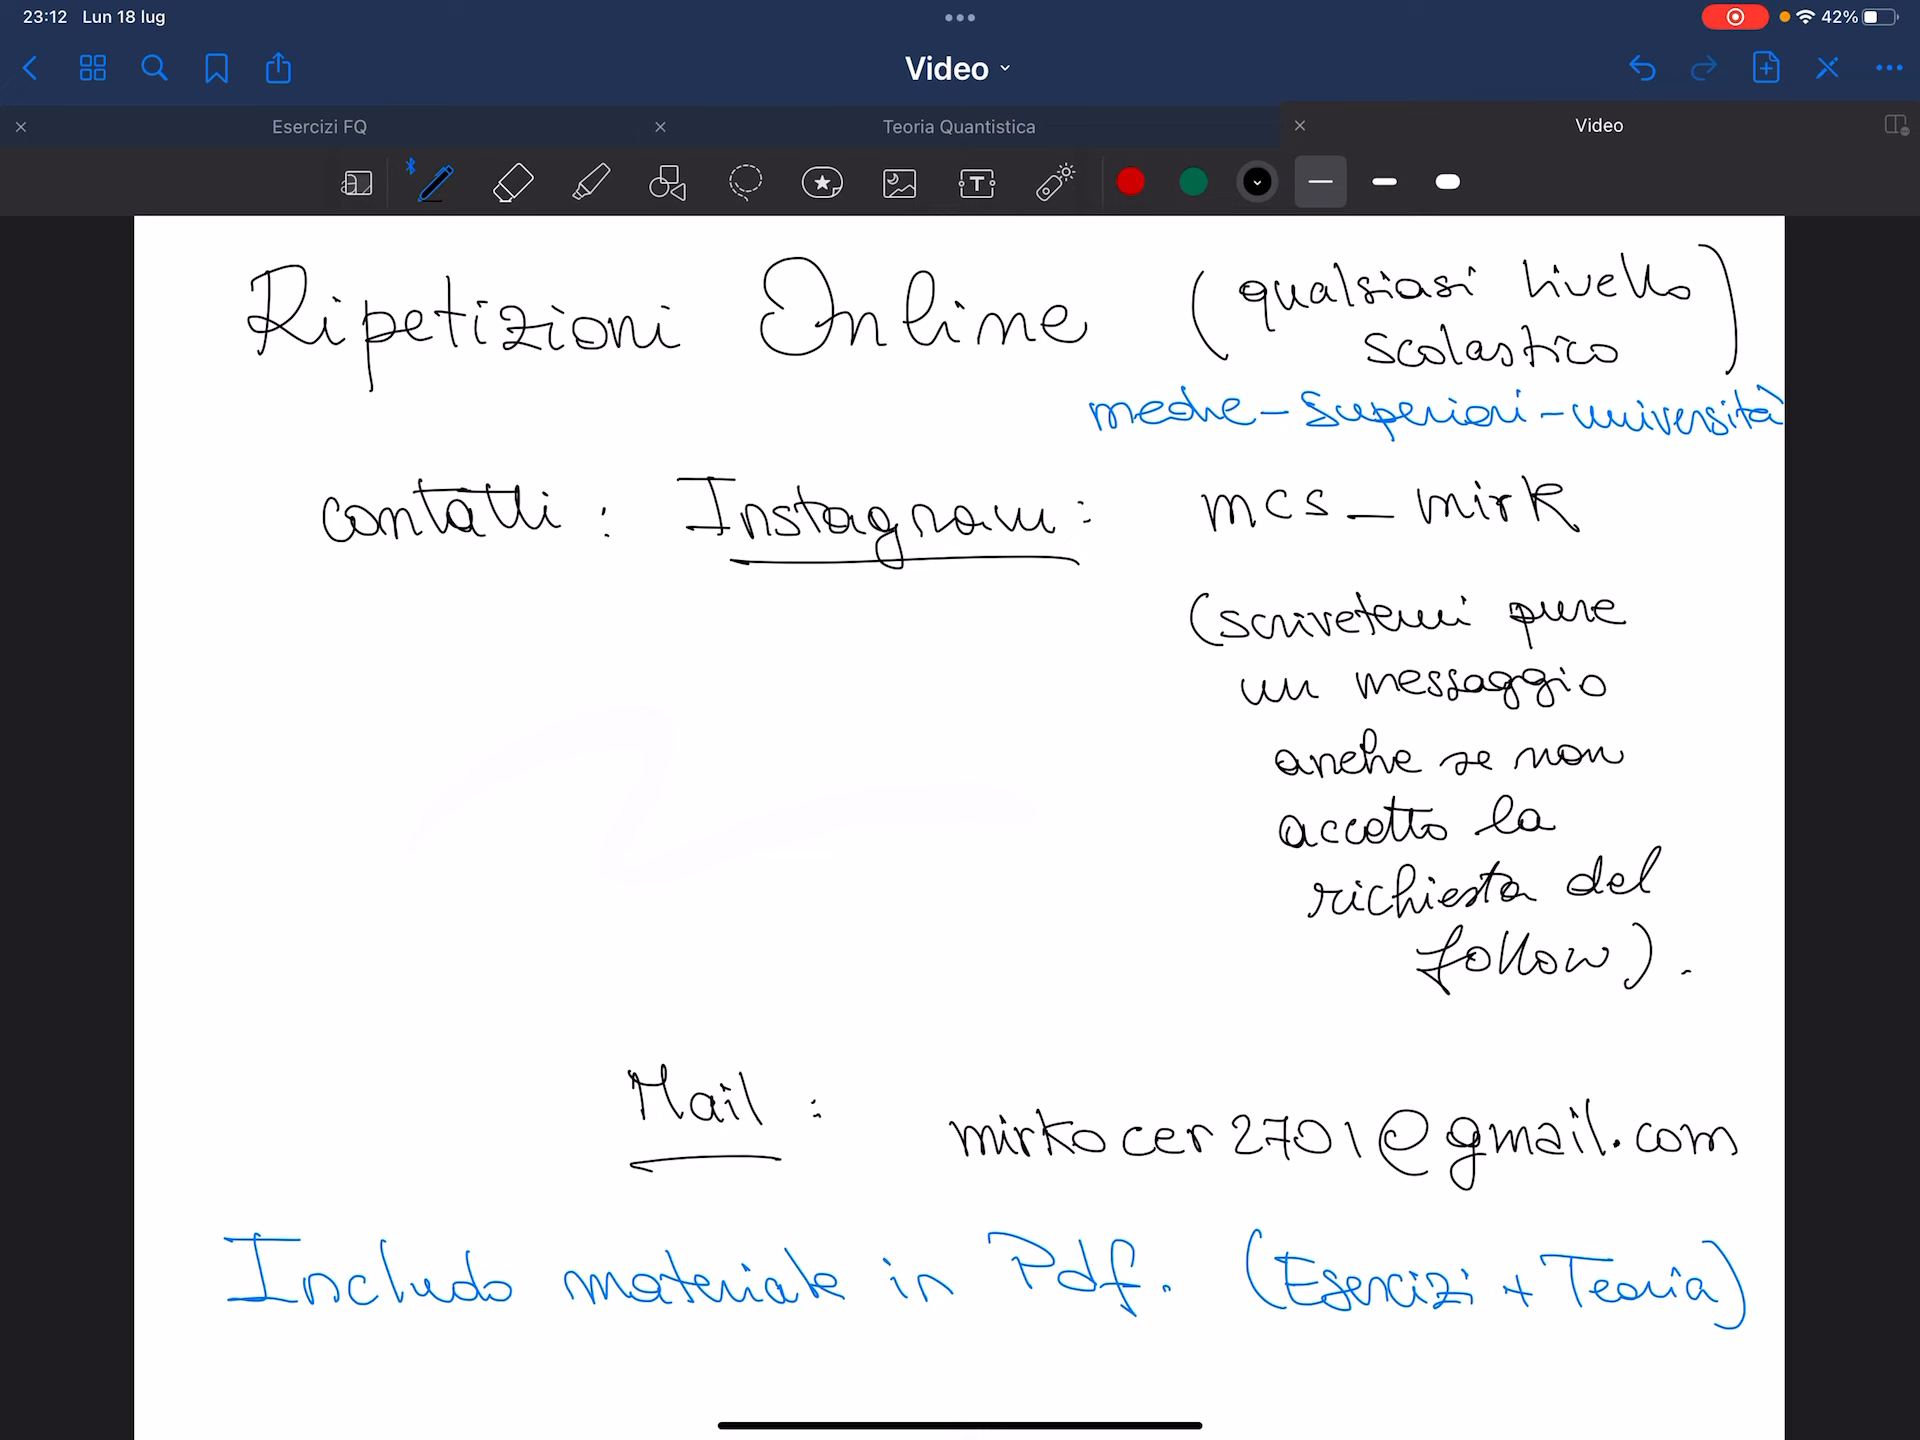 23:12 Lun 18 lug
42%
Video
Esercizi FQ
Teoria Quantistica
Video
Ripetizioni Online (qualsiasi livello
scolastico)
medie-superiori-università
contatti : Instagram : mcs_mirk
(scrivetemi pure
un messaggio
anche se non
accetto la
richiesta del
follow).
Mail : mirkocer2701@gmail.com
Includo materiale in Pdf. (Esercizi + Teoria)